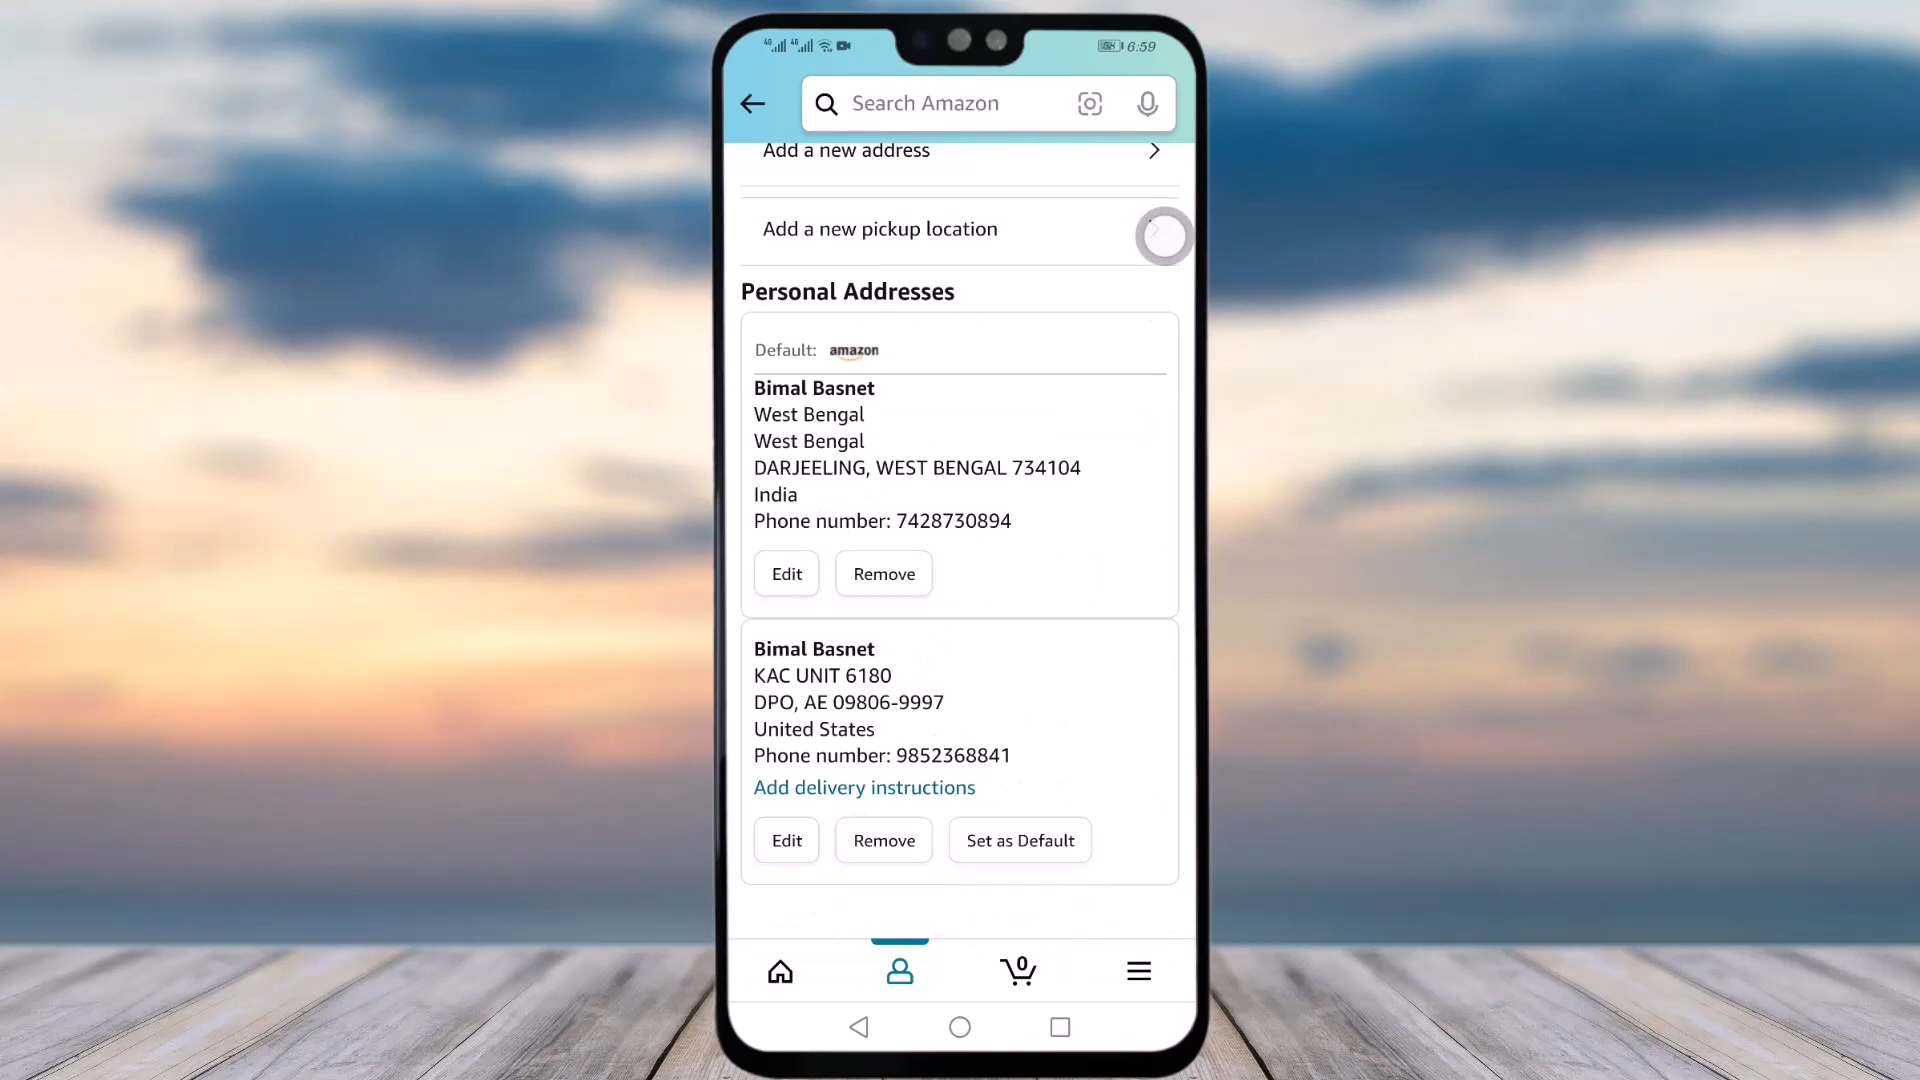 4G 4G 6:59
Search Amazon
Add a new address
Add a new pickup location
Personal Addresses
Default: amazon
Bimal Basnet
West Bengal
West Bengal
DARJEELING, WEST BENGAL 734104
India
Phone number: 7428730894
Edit Remove
Bimal Basnet
KAC UNIT 6180
DPO, AE 09806-9997
United States
Phone number: 9852368841
Add delivery instructions
Edit Remove Set as Default
0